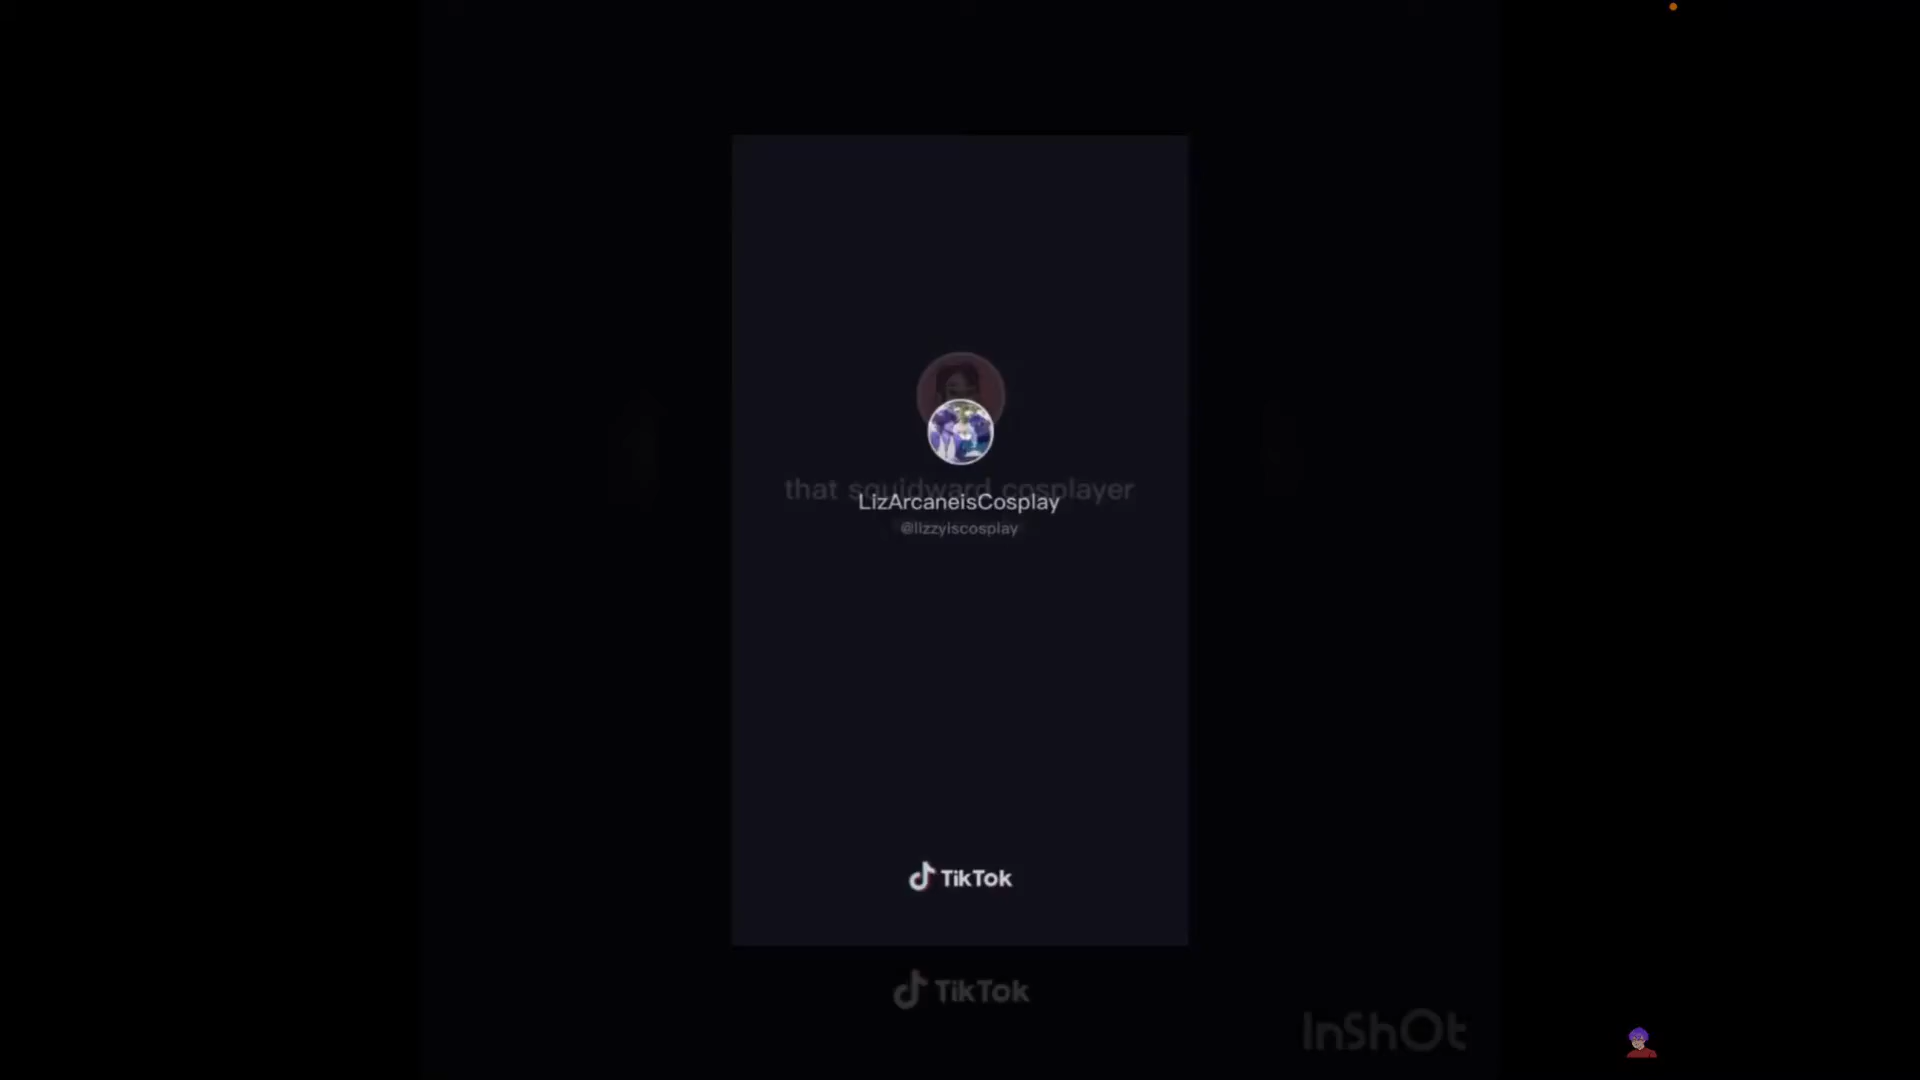 that squidward cosplayer
LizArcaneisCosplay
@lizzyiscosplay
TikTok
TikTok
InShOt